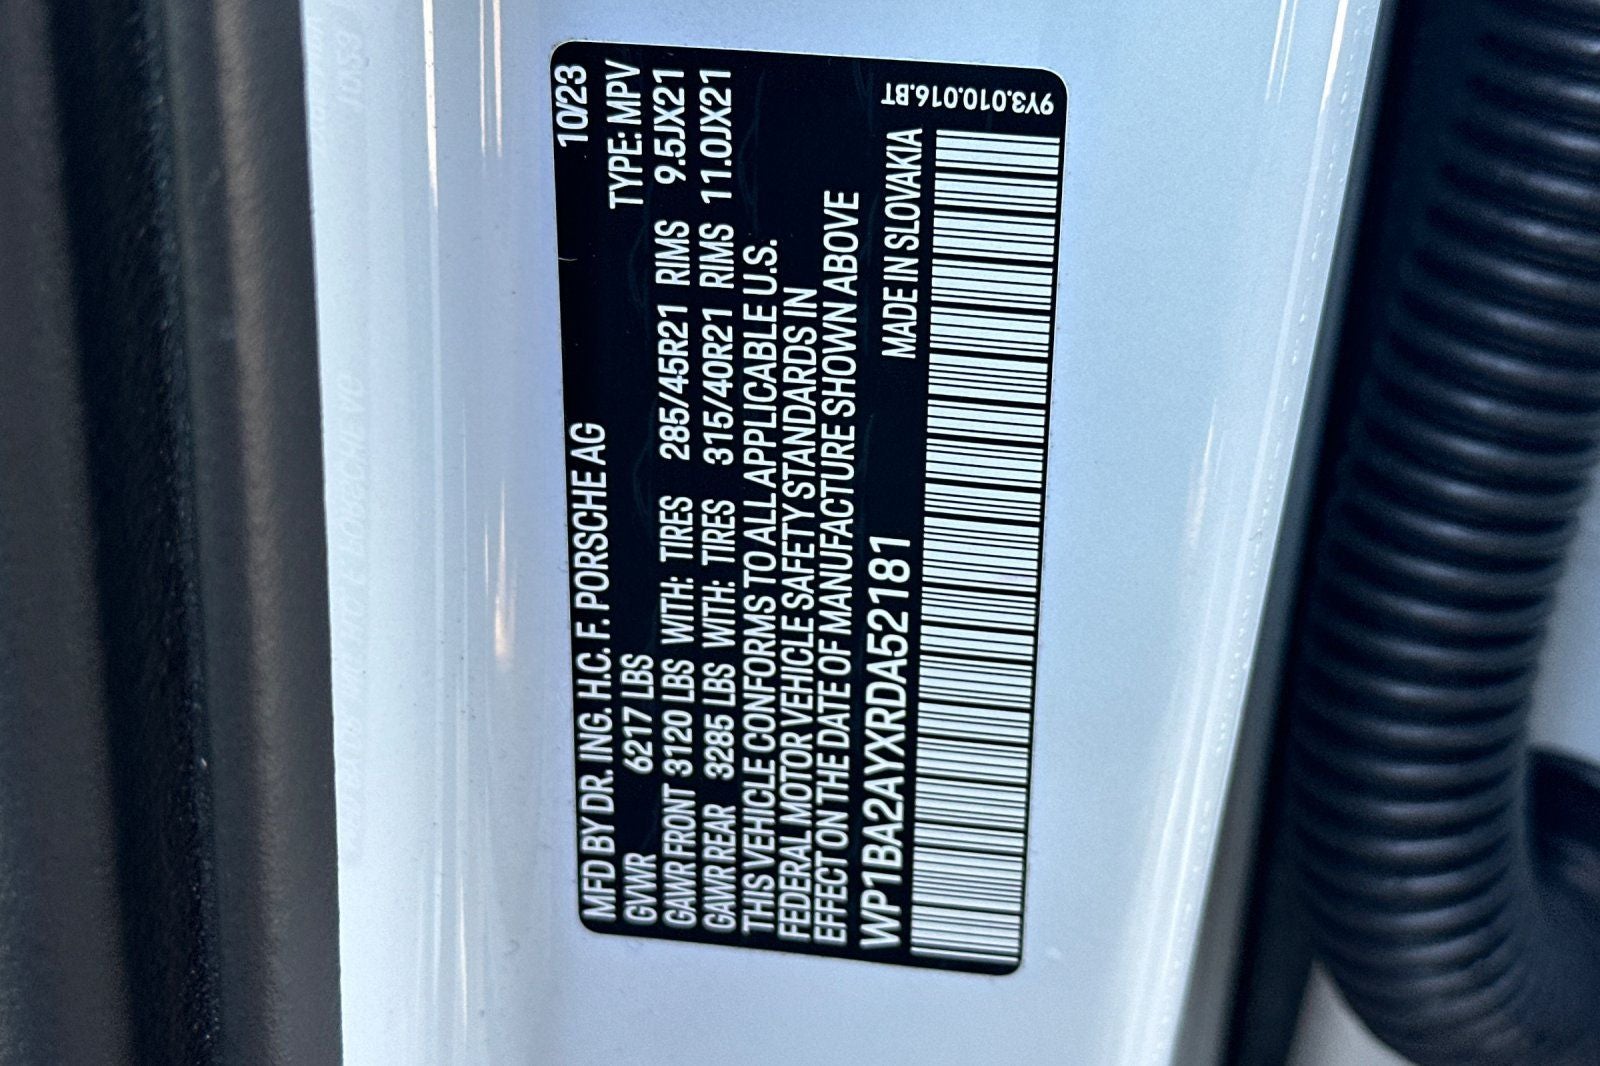 MFD BY DR. ING. H.C. F. PORSCHE AG 10/23
GVWR 6217 LBS TYPE: MPV
GAWR FRONT 3120 LBS WITH: TIRES 285/45R21 RIMS 9.5JX21
GAWR REAR 3285 LBS WITH: TIRES 315/40R21 RIMS 11.0JX21
THIS VEHICLE CONFORMS TO ALL APPLICABLE U.S.
FEDERAL MOTOR VEHICLE SAFETY STANDARDS IN
EFFECT ON THE DATE OF MANUFACTURE SHOWN ABOVE
WP1BA2AYXRDA52181 MADE IN SLOVAKIA
9Y3.010.016.BT